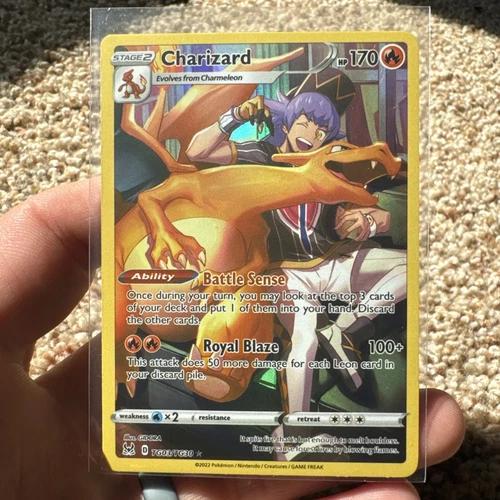 STAGE2 Charizard HP 170
Evolves from Charmeleon
Ability Battle Sense
Once during your turn, you may look at the top 3 cards
of your deck and put 1 of them into your hand. Discard
the other cards.
Royal Blaze 100+
This attack does 50 more damage for each Leon card in
your discard pile.
weakness ×2 resistance retreat
Illus. GIDORA
D TG03/TG30
It spits fire that is hot enough to melt boulders.
It may cause forest fires by blowing flames.
©2022 Pokémon / Nintendo / Creatures / GAME FREAK